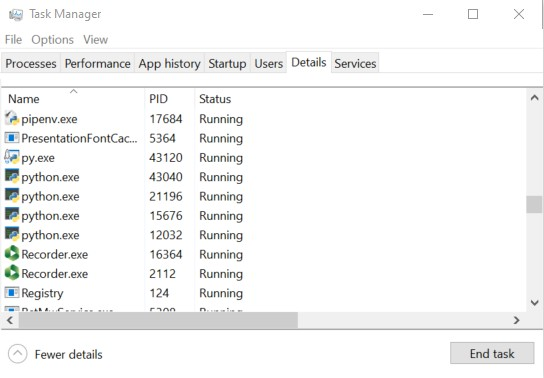 Task Manager
File Options View
Processes Performance App history Startup Users Details Services
Name PID Status
pipenv.exe 17684 Running
PresentationFontCac... 5364 Running
py.exe 43120 Running
python.exe 43040 Running
python.exe 21196 Running
python.exe 15676 Running
python.exe 12032 Running
Recorder.exe 16364 Running
Recorder.exe 2112 Running
Registry 124 Running
Running
Fewer details End task